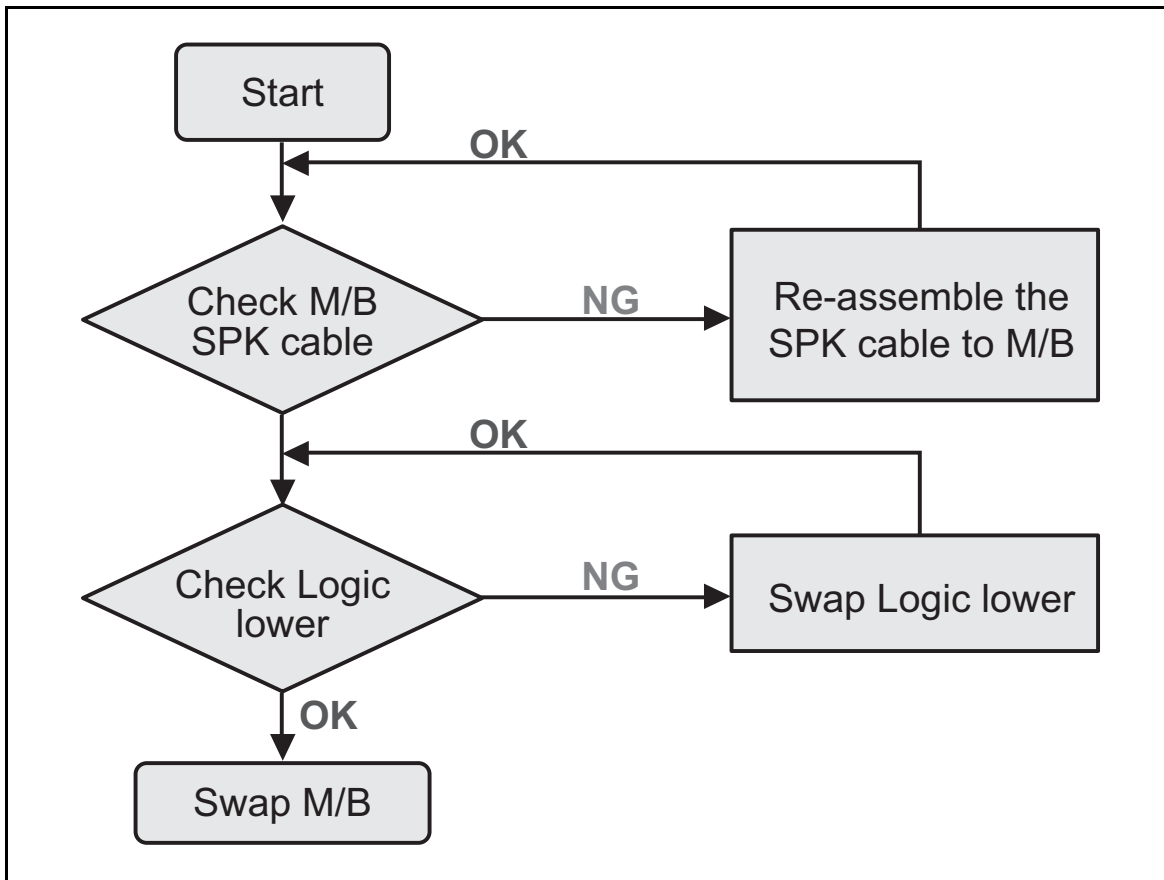 Start
OK
Check M/B
SPK cable
NG
Re-assemble the
SPK cable to M/B
OK
Check Logic
lower
NG
Swap Logic lower
OK
Swap M/B